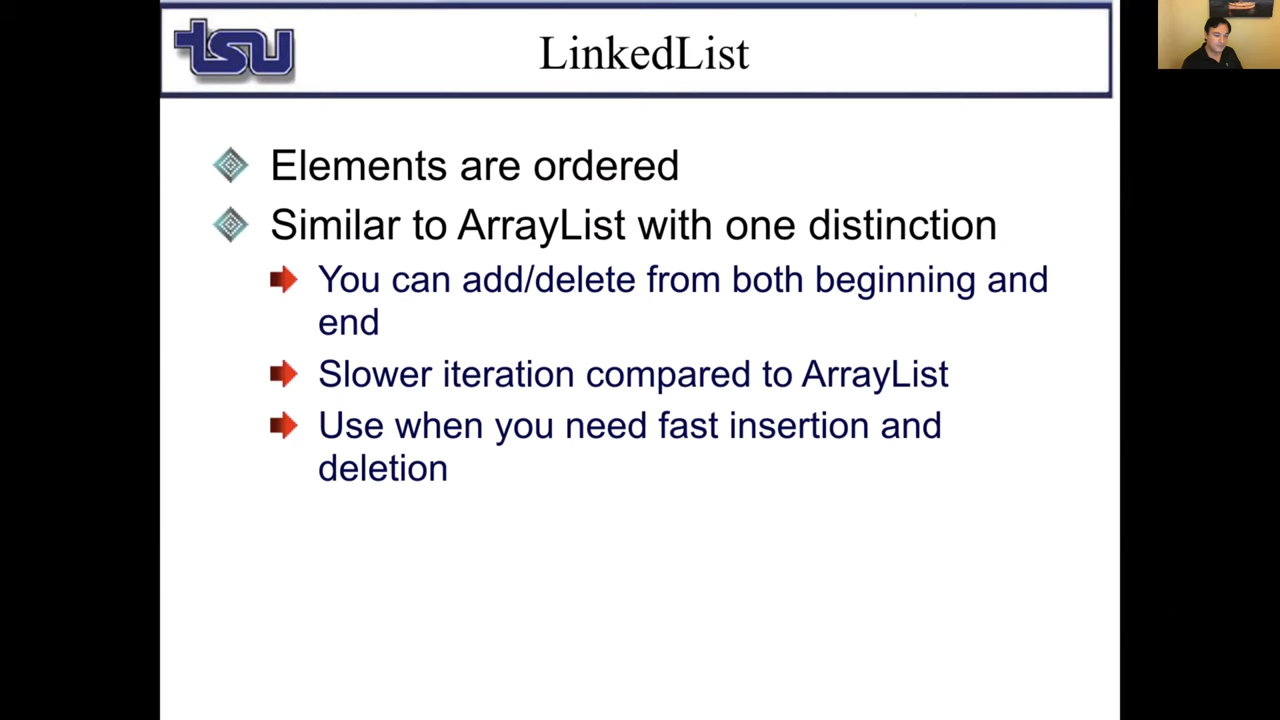 tsu
LinkedList
Elements are ordered
Similar to ArrayList with one distinction
You can add/delete from both beginning and
end
Slower iteration compared to ArrayList
Use when you need fast insertion and
deletion